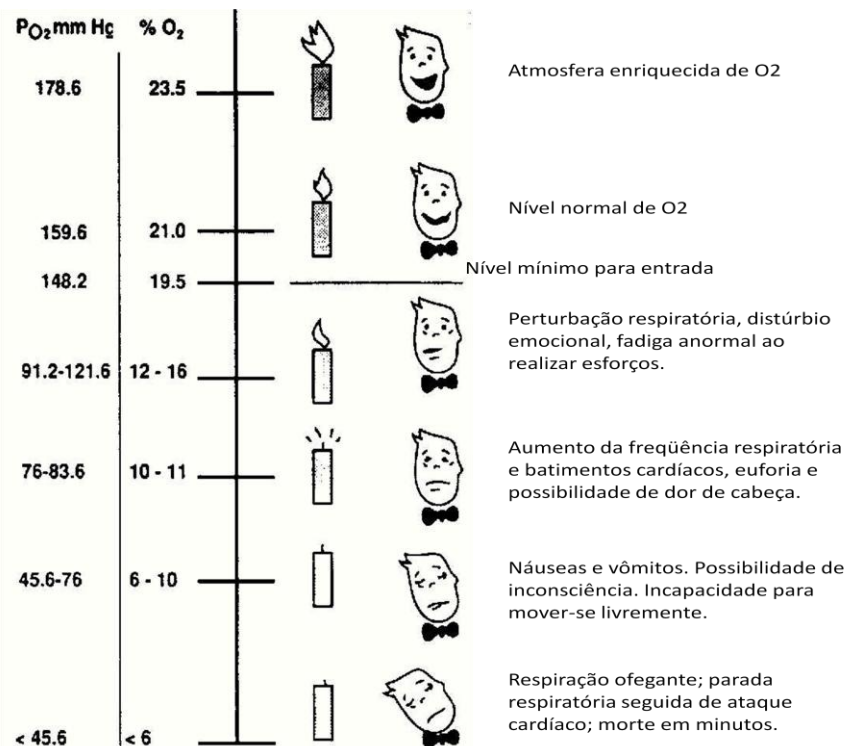 PO₂mm Hg % O₂
178.6 23.5 Atmosfera enriquecida de O2
159.6 21.0 Nível normal de O2
148.2 19.5 Nível mínimo para entrada
Perturbação respiratória, distúrbio
emocional, fadiga anormal ao
realizar esforços.
91.2-121.6 12 - 16
Aumento da freqüência respiratória
e batimentos cardíacos, euforia e
possibilidade de dor de cabeça.
76-83.6 10 - 11
Náuseas e vômitos. Possibilidade de
inconsciência. Incapacidade para
mover-se livremente.
45.6-76 6 - 10
Respiração ofegante; parada
respiratória seguida de ataque
cardíaco; morte em minutos.
< 45.6 < 6